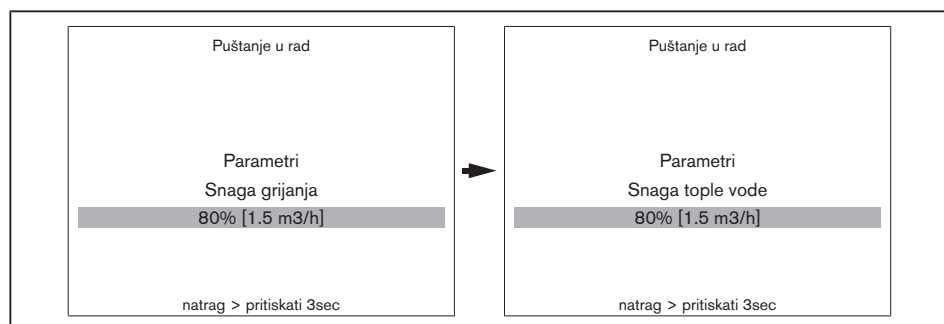 Puštanje u rad
Parametri
Snaga grijanja
80% [1.5 m3/h]
natrag > pritiskati 3sec
Puštanje u rad
Parametri
Snaga tople vode
80% [1.5 m3/h]
natrag > pritiskati 3sec